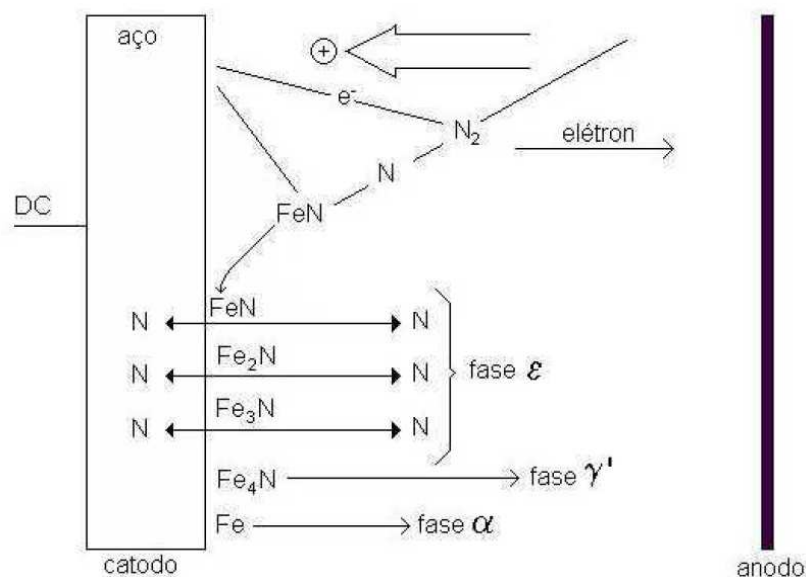 aço
+
e-
N2
elétron
N
FeN
DC
FeN
N N
Fe2N
N N
fase ε
Fe3N
N N
Fe4N fase γ'
Fe fase α
catodo
anodo